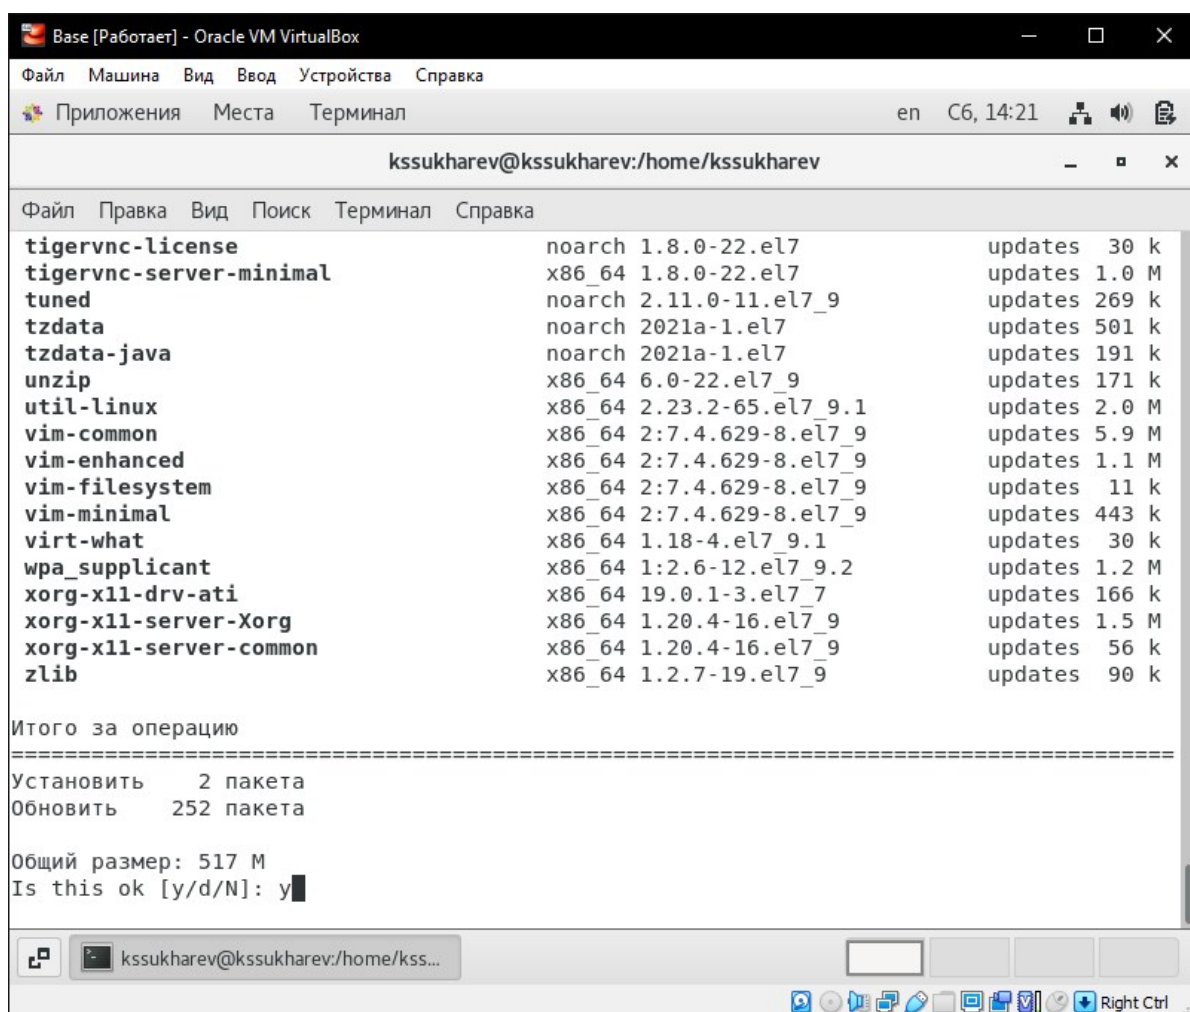 Base [Работает] - Oracle VM VirtualBox
Файл Машина Вид Ввод Устройства Справка
Приложения Места Терминал en Сб, 14:21
kssukharev@kssukharev:/home/kssukharev
Файл Правка Вид Поиск Терминал Справка
tigervnc-license noarch 1.8.0-22.el7 updates 30 k
tigervnc-server-minimal x86_64 1.8.0-22.el7 updates 1.0 M
tuned noarch 2.11.0-11.el7_9 updates 269 k
tzdata noarch 2021a-1.el7 updates 501 k
tzdata-java noarch 2021a-1.el7 updates 191 k
unzip x86_64 6.0-22.el7_9 updates 171 k
util-linux x86_64 2.23.2-65.el7_9.1 updates 2.0 M
vim-common x86_64 2:7.4.629-8.el7_9 updates 5.9 M
vim-enhanced x86_64 2:7.4.629-8.el7_9 updates 1.1 M
vim-filesystem x86_64 2:7.4.629-8.el7_9 updates 11 k
vim-minimal x86_64 2:7.4.629-8.el7_9 updates 443 k
virt-what x86_64 1.18-4.el7_9.1 updates 30 k
wpa_supplicant x86_64 1:2.6-12.el7_9.2 updates 1.2 M
xorg-x11-drv-ati x86_64 19.0.1-3.el7_7 updates 166 k
xorg-x11-server-Xorg x86_64 1.20.4-16.el7_9 updates 1.5 M
xorg-x11-server-common x86_64 1.20.4-16.el7_9 updates 56 k
zlib x86_64 1.2.7-19.el7_9 updates 90 k
Итого за операцию
================================================================================
Установить 2 пакета
Обновить 252 пакета
Общий размер: 517 M
Is this ok [y/d/N]: y
kssukharev@kssukharev:/home/kss...
Right Ctrl